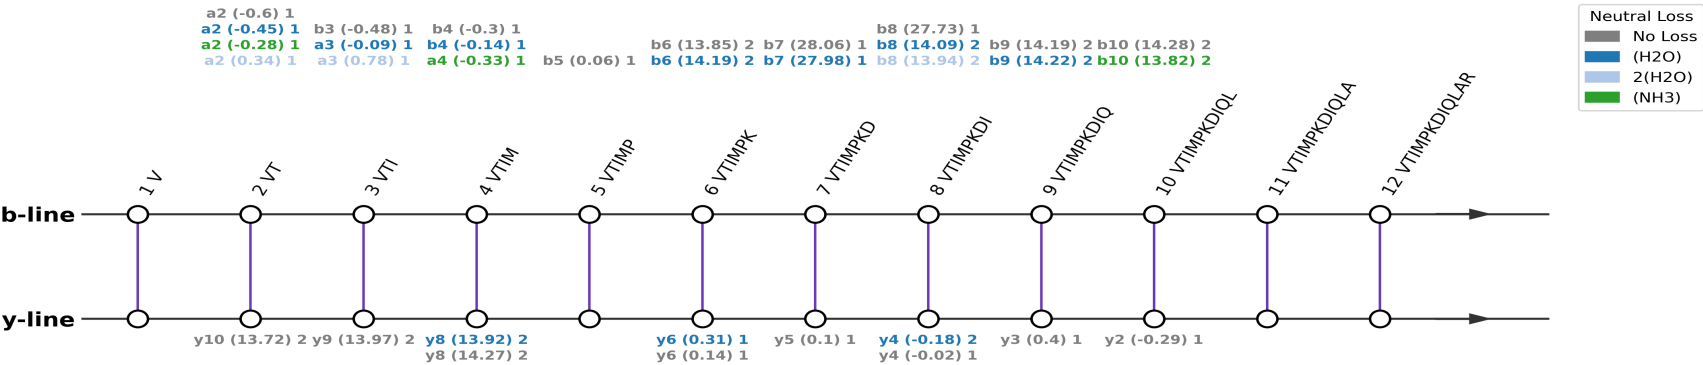 a2 (-0.6) 1
a2 (-0.45) 1 b3 (-0.48) 1 b4 (-0.3) 1 b8 (27.73) 1
a2 (-0.28) 1 a3 (-0.09) 1 b4 (-0.14) 1 b6 (13.85) 2 b7 (28.06) 1 b8 (14.09) 2 b9 (14.19) 2 b10 (14.28) 2
a2 (0.34) 1 a3 (0.78) 1 a4 (-0.33) 1 b5 (0.06) 1 b6 (14.19) 2 b7 (27.98) 1 b8 (13.94) 2 b9 (14.22) 2 b10 (13.82) 2
Neutral Loss
No Loss
(H2O)
2(H2O)
(NH3)
1 V
2 VT
3 VTI
4 VTIM
5 VTIMP
6 VTIMPK
7 VTIMPKD
8 VTIMPKDI
9 VTIMPKDIQ
10 VTIMPKDIQL
11 VTIMPKDIQLA
12 VTIMPKDIQLAR
b-line
y-line
y10 (13.72) 2 y9 (13.97) 2 y8 (13.92) 2 y6 (0.31) 1 y5 (0.1) 1 y4 (-0.18) 2 y3 (0.4) 1 y2 (-0.29) 1
y8 (14.27) 2 y6 (0.14) 1 y4 (-0.02) 1